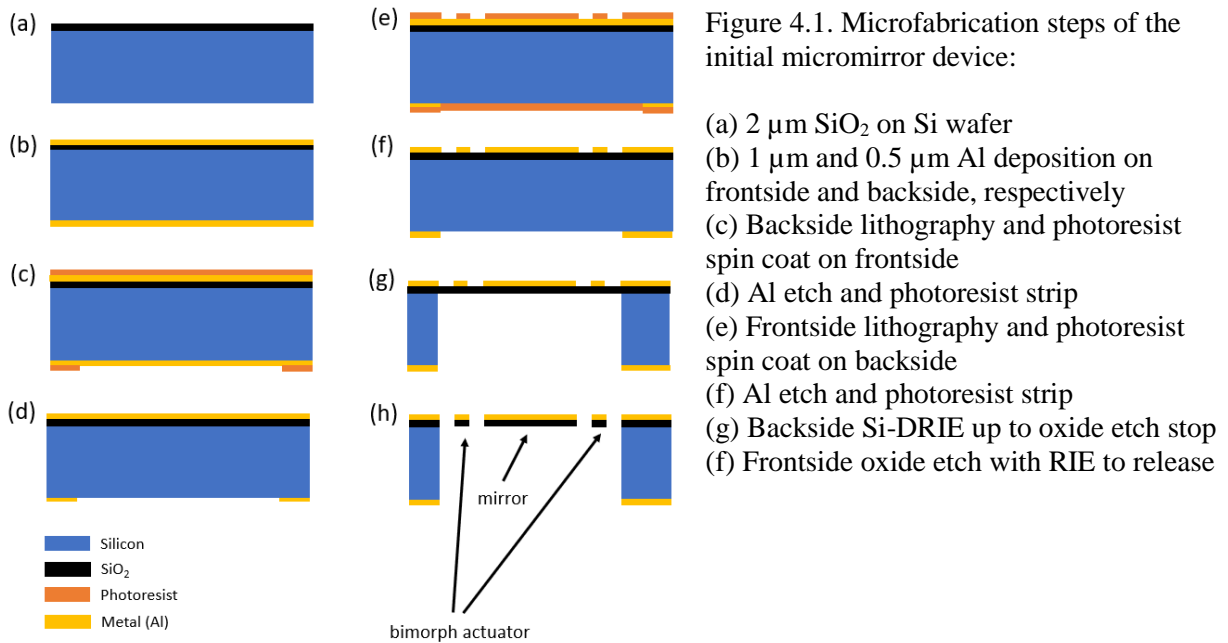 (a)
(b)
(c)
(d)
Silicon
SiO₂
Photoresist
Metal (Al)
(e)
(f)
(g)
(h)
mirror
bimorph actuator
Figure 4.1. Microfabrication steps of the
initial micromirror device:
(a) 2 µm SiO₂ on Si wafer
(b) 1 µm and 0.5 µm Al deposition on
frontside and backside, respectively
(c) Backside lithography and photoresist
spin coat on frontside
(d) Al etch and photoresist strip
(e) Frontside lithography and photoresist
spin coat on backside
(f) Al etch and photoresist strip
(g) Backside Si-DRIE up to oxide etch stop
(f) Frontside oxide etch with RIE to release